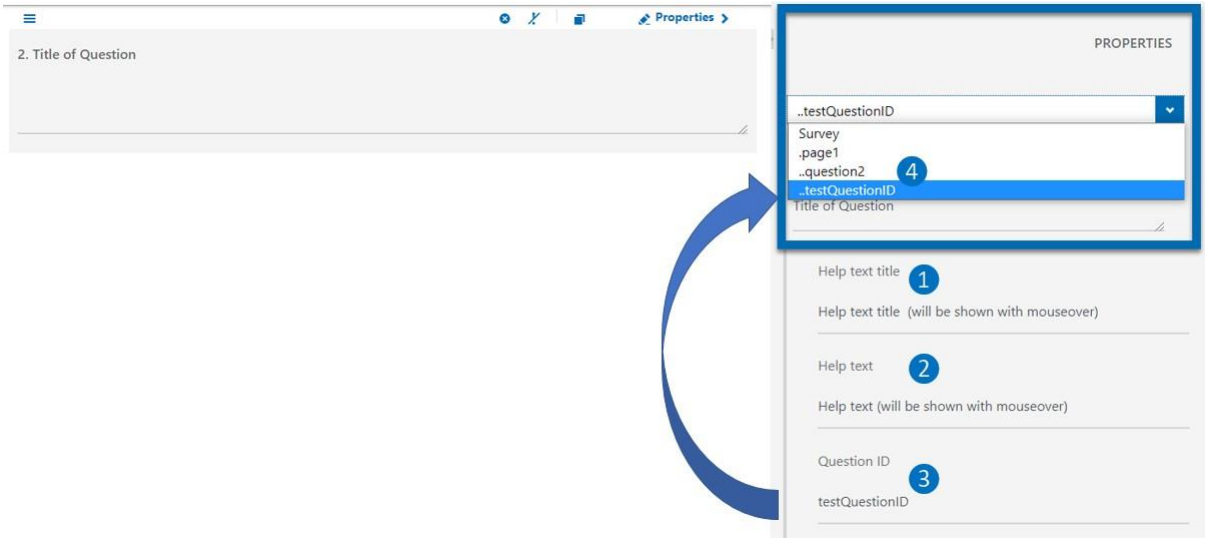 Properties
2. Title of Question
PROPERTIES
..testQuestionID
Survey
.page1
..question2
4
..testQuestionID
Title of Question
Help text title
1
Help text title (will be shown with mouseover)
Help text
2
Help text (will be shown with mouseover)
Question ID
3
testQuestionID